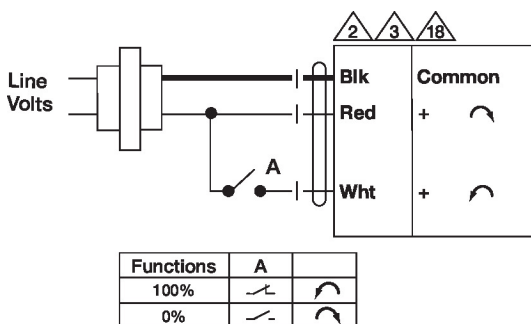 2 3 18
Line
Volts
Blk Common
Red +
A
Wht +
Functions A
100%
0%